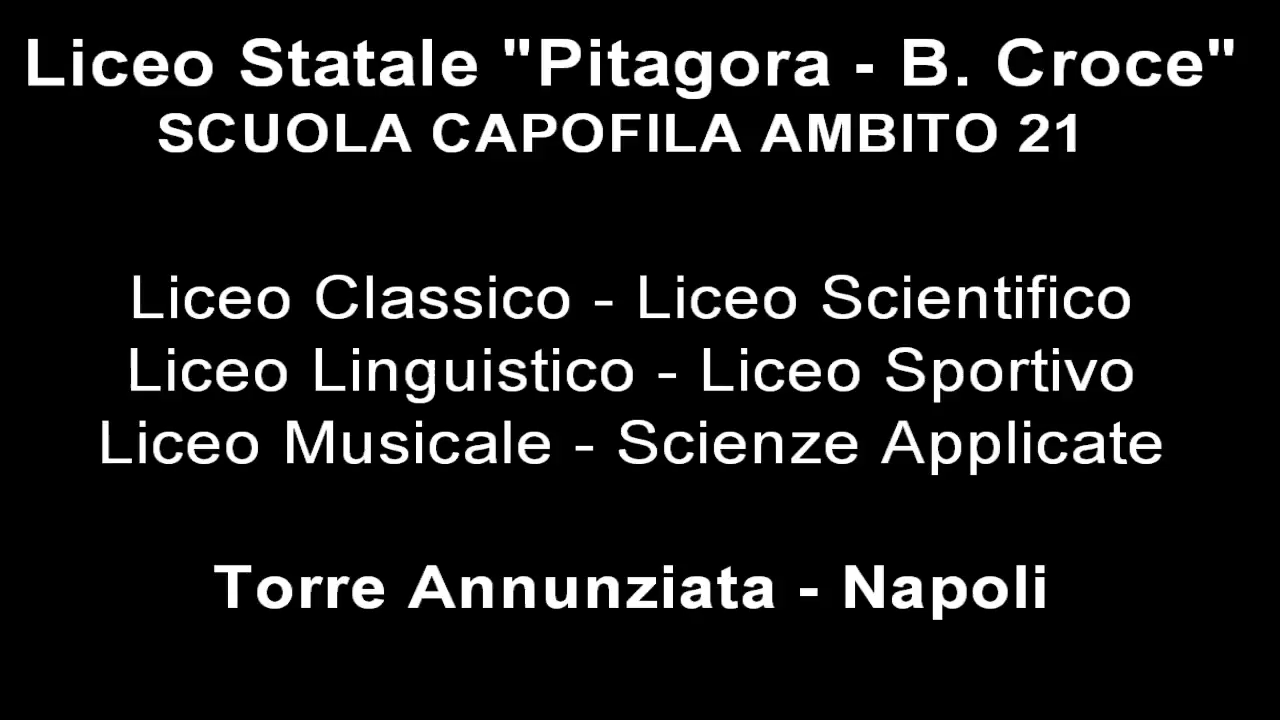 Liceo Statale "Pitagora - B. Croce"
SCUOLA CAPOFILA AMBITO 21
Liceo Classico - Liceo Scientifico
Liceo Linguistico - Liceo Sportivo
Liceo Musicale - Scienze Applicate
Torre Annunziata - Napoli